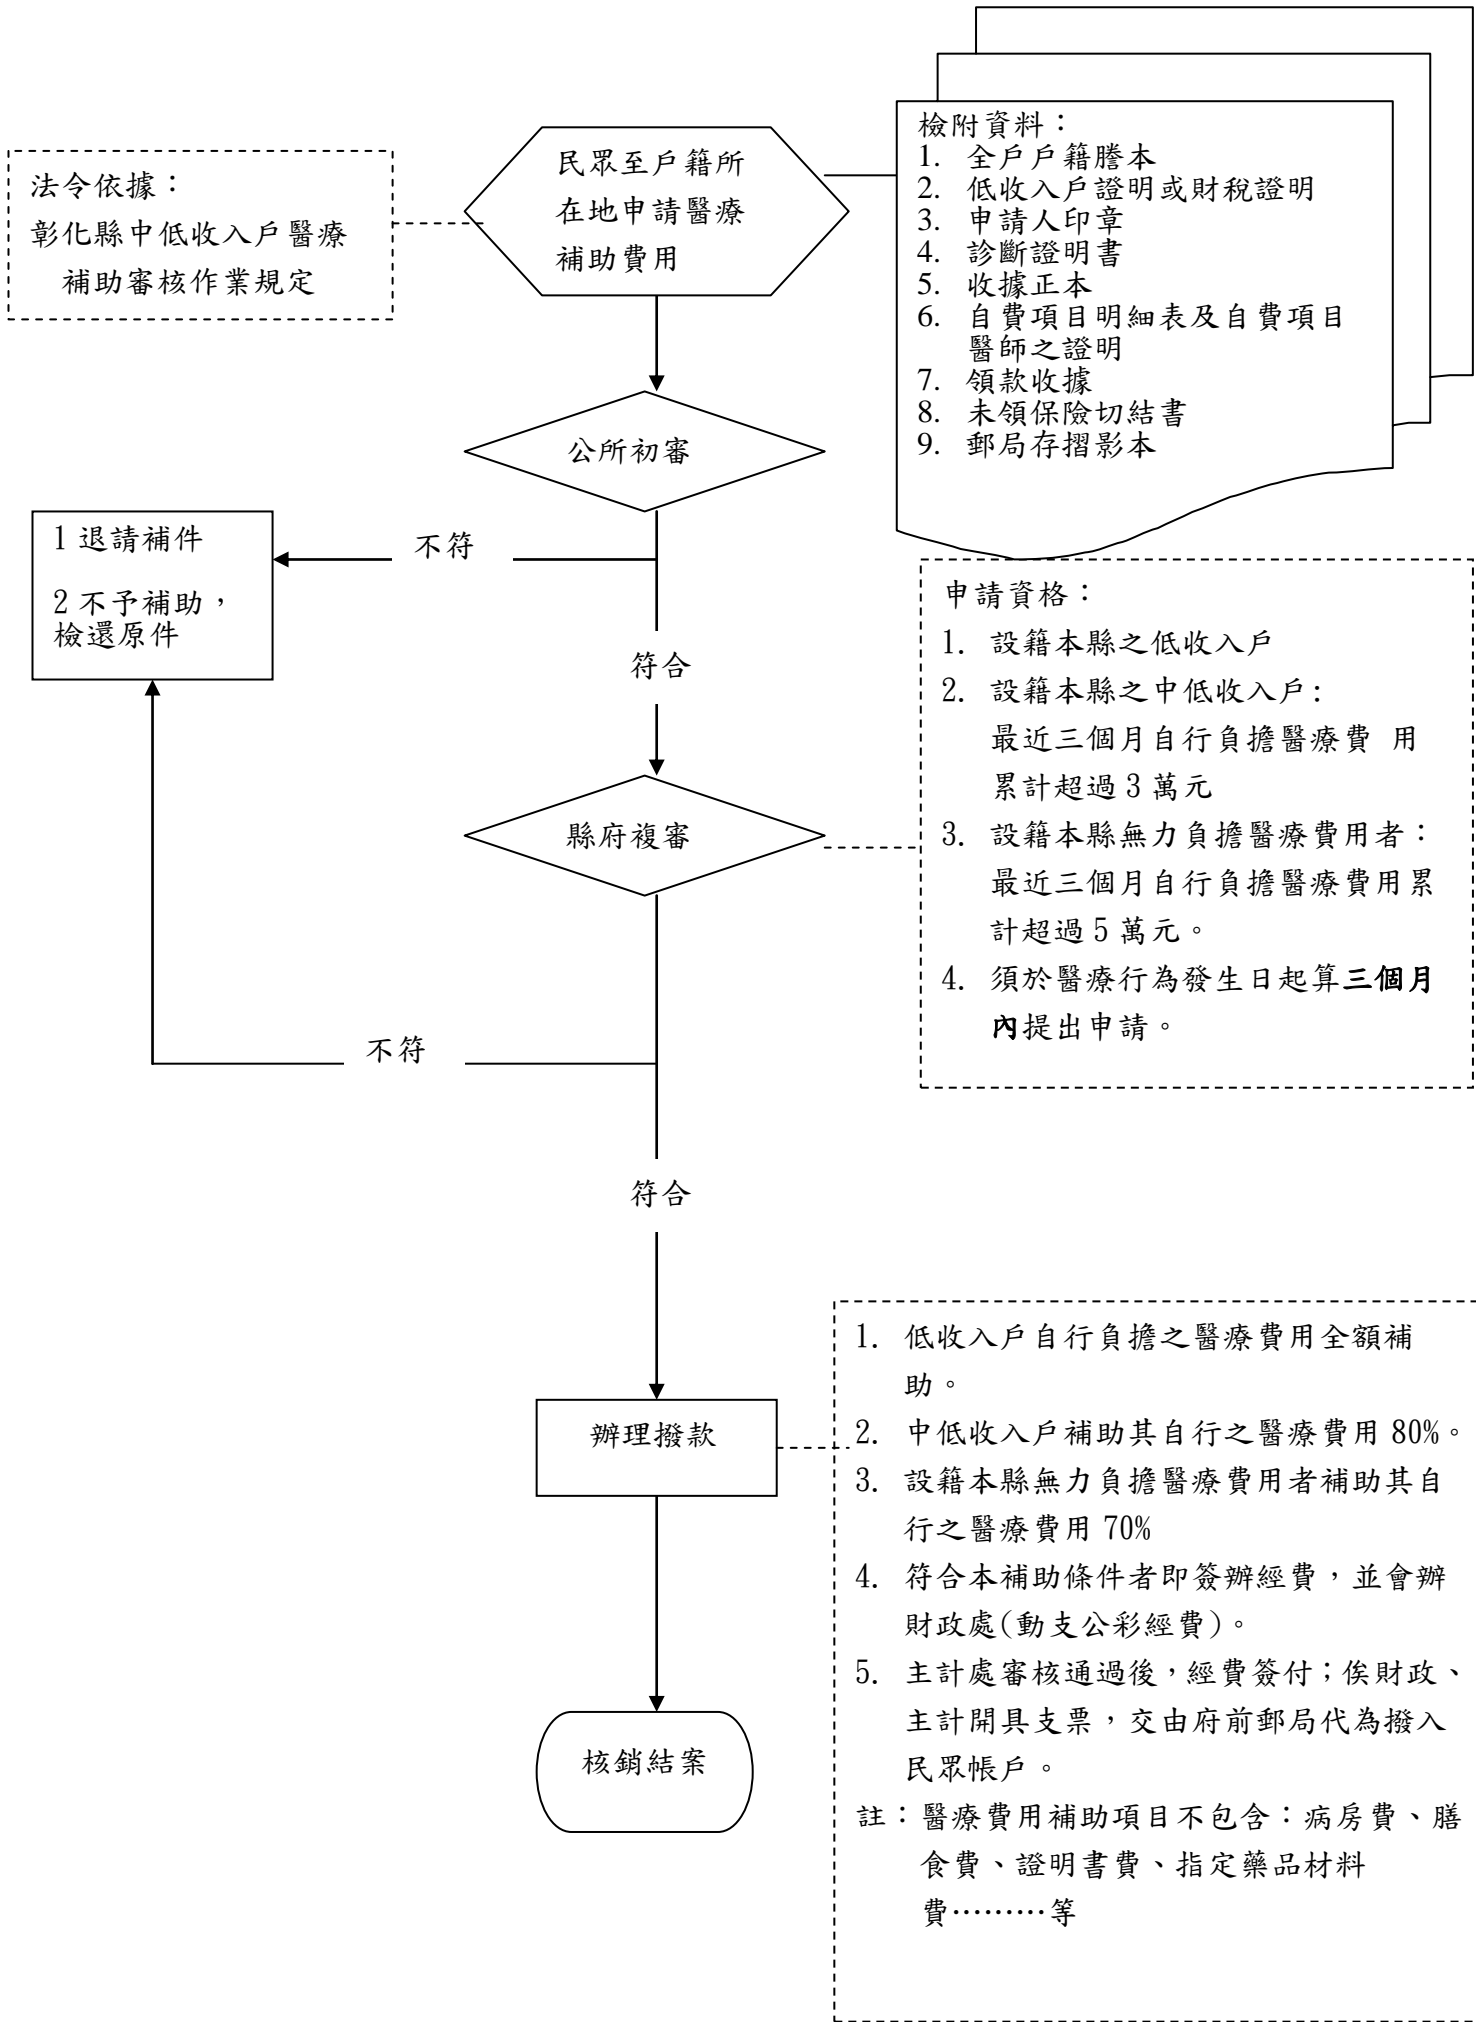 檢附資料：
1. 全戶戶籍謄本
2. 低收入戶證明或財稅證明
3. 申請人印章
4. 診斷證明書
5. 收據正本
6. 自費項目明細表及自費項目
醫師之證明
7. 領款收據
8. 未領保險切結書
9. 郵局存摺影本
法令依據：
彰化縣中低收入戶醫療
補助審核作業規定
民眾至戶籍所
在地申請醫療
補助費用
公所初審
不符
1 退請補件
2 不予補助，
檢還原件
符合
申請資格：
1. 設籍本縣之低收入戶
2. 設籍本縣之中低收入戶:
最近三個月自行負擔醫療費 用
累計超過 3 萬元
3. 設籍本縣無力負擔醫療費用者：
最近三個月自行負擔醫療費用累
計超過 5 萬元。
4. 須於醫療行為發生日起算三個月
內提出申請。
縣府複審
不符
符合
辦理撥款
1. 低收入戶自行負擔之醫療費用全額補
助。
2. 中低收入戶補助其自行之醫療費用 80%。
3. 設籍本縣無力負擔醫療費用者補助其自
行之醫療費用 70%
4. 符合本補助條件者即簽辦經費，並會辦
財政處(動支公彩經費)。
5. 主計處審核通過後，經費簽付；俟財政、
主計開具支票，交由府前郵局代為撥入
民眾帳戶。
註：醫療費用補助項目不包含：病房費、膳
食費、證明書費、指定藥品材料
費………等
核銷結案